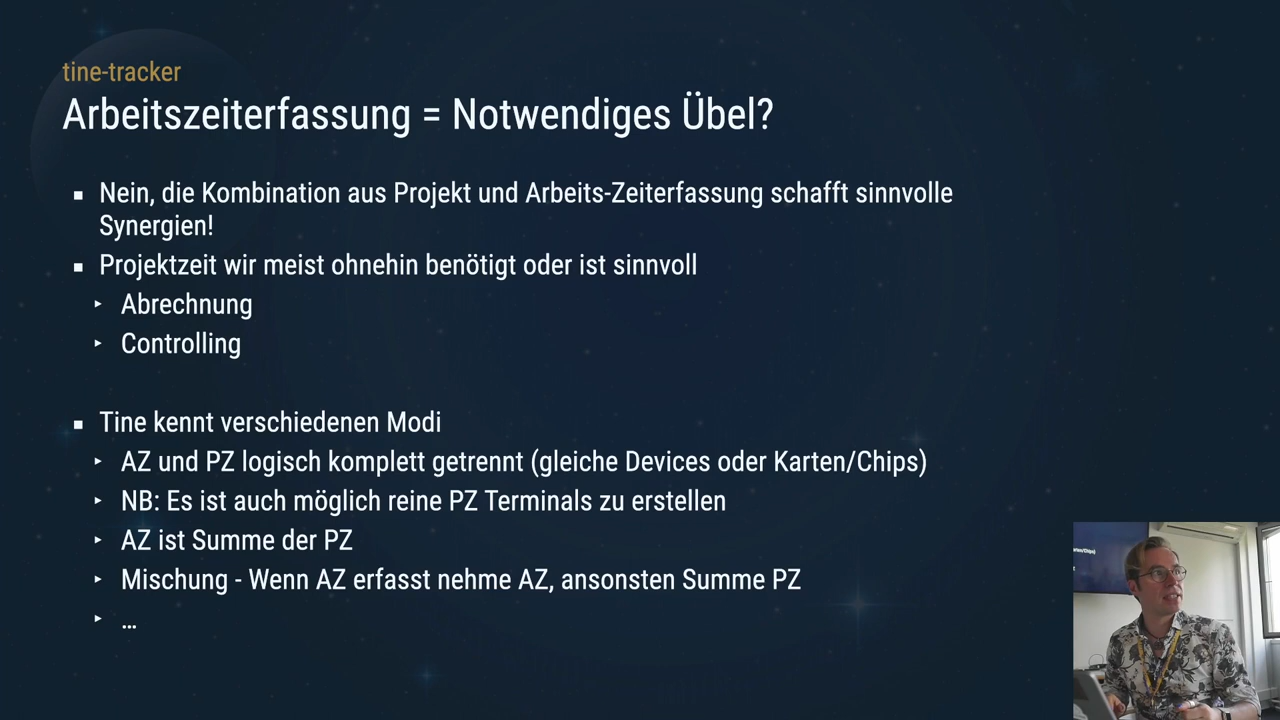 tine-tracker
Arbeitszeiterfassung = Notwendiges Übel?
▪ Nein, die Kombination aus Projekt und Arbeits-Zeiterfassung schafft sinnvolle
Synergien!
▪ Projektzeit wir meist ohnehin benötigt oder ist sinnvoll
‣ Abrechnung
‣ Controlling
▪ Tine kennt verschiedenen Modi
‣ AZ und PZ logisch komplett getrennt (gleiche Devices oder Karten/Chips)
‣ NB: Es ist auch möglich reine PZ Terminals zu erstellen
‣ AZ ist Summe der PZ
‣ Mischung - Wenn AZ erfasst nehme AZ, ansonsten Summe PZ
‣ …